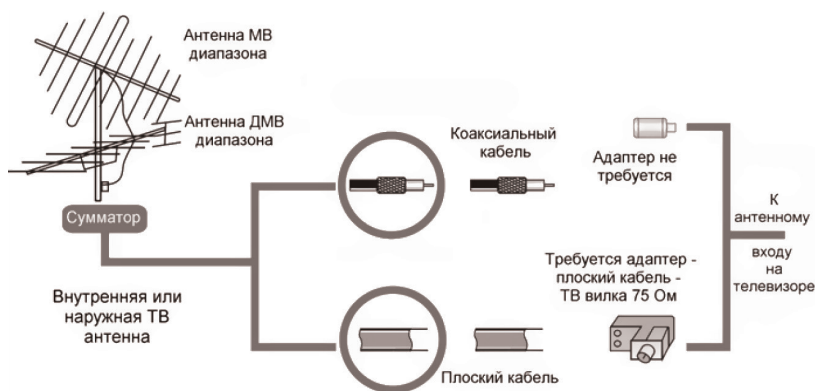 Антенна МВ
диапазона
Антенна ДМВ
диапазона
Сумматор
Внутренняя или
наружная ТВ
антенна
Коаксиальный
кабель
Адаптер не
требуется
К
антенному
входу
на
телевизоре
Требуется адаптер -
плоский кабель -
ТВ вилка 75 Ом
Плоский кабель